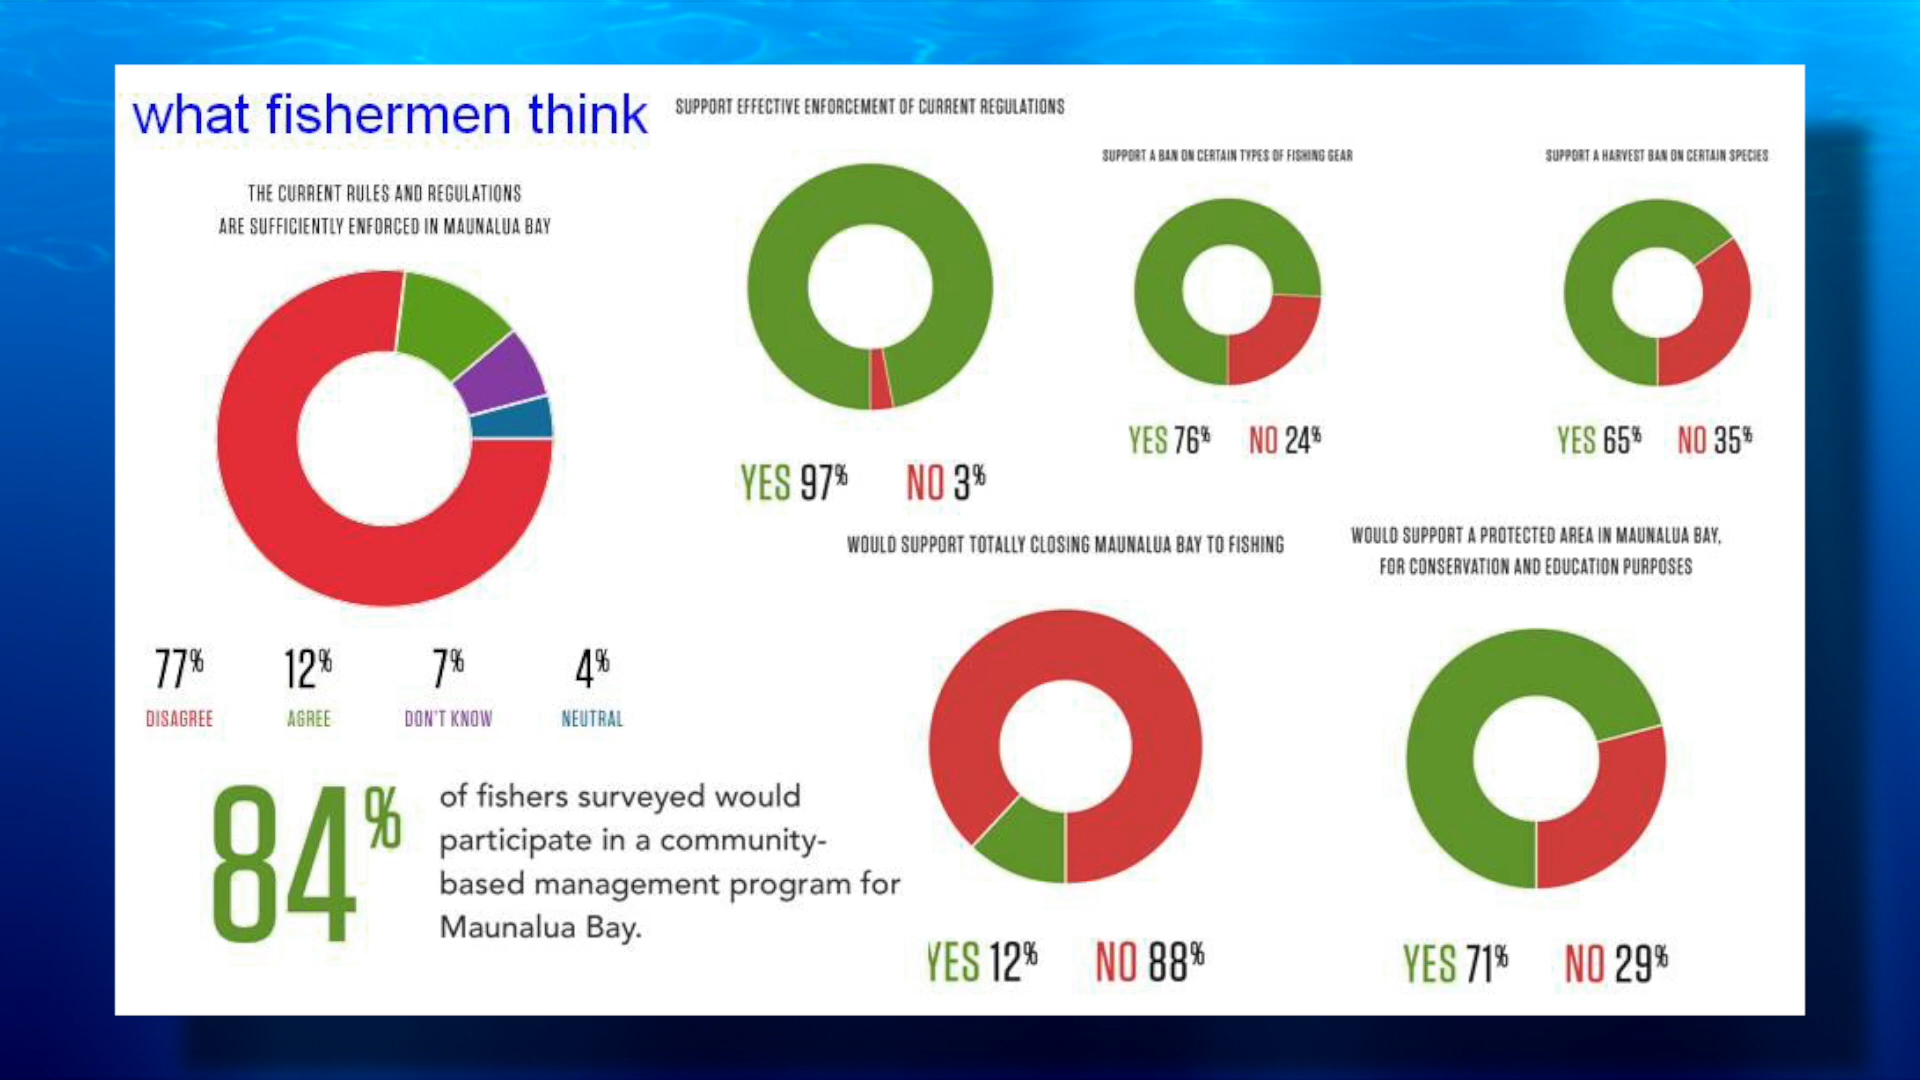 what fishermen think
THE CURRENT RULES AND REGULATIONS
ARE SUFFICIENTLY ENFORCED IN MAUNALUA BAY
77% 12% 7% 4%
DISAGREE AGREE DON'T KNOW NEUTRAL
84%
of fishers surveyed would
participate in a community-
based management program for
Maunalua Bay.
SUPPORT EFFECTIVE ENFORCEMENT OF CURRENT REGULATIONS
YES 97% NO 3%
SUPPORT A BAN ON CERTAIN TYPES OF FISHING GEAR
YES 76% NO 24%
SUPPORT A HARVEST BAN ON CERTAIN SPECIES
YES 65% NO 35%
WOULD SUPPORT TOTALLY CLOSING MAUNALUA BAY TO FISHING
YES 12% NO 88%
WOULD SUPPORT A PROTECTED AREA IN MAUNALUA BAY,
FOR CONSERVATION AND EDUCATION PURPOSES
YES 71% NO 29%